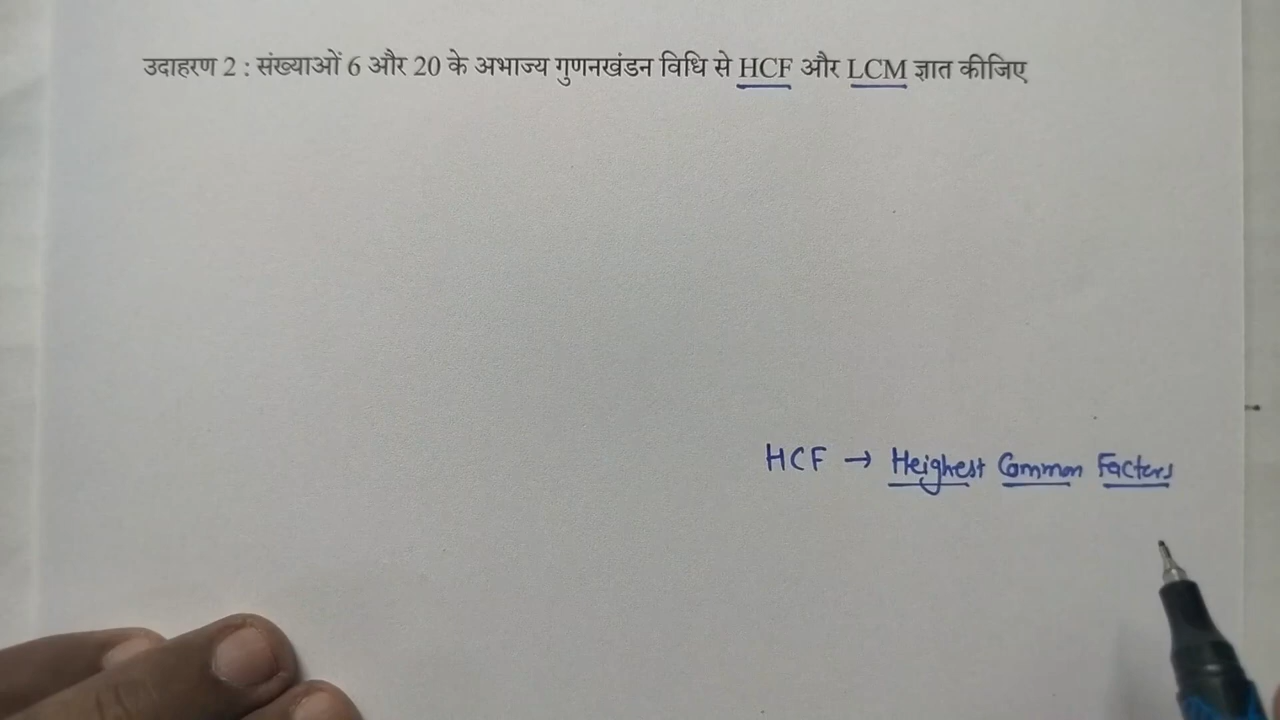 उदाहरण 2 : संख्याओं 6 और 20 के अभाज्य गुणनखंडन विधि से HCF और LCM ज्ञात कीजिए
HCF → Heighest Common Factors